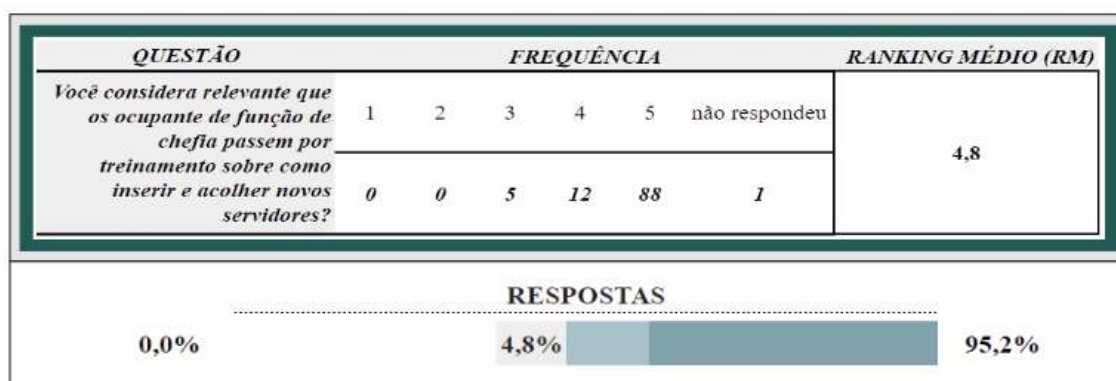 QUESTÃO FREQUÊNCIA RANKING MÉDIO (RM)
Você considera relevante que
os ocupante de função de
chefia passem por
treinamento sobre como
inserir e acolher novos
servidores?
1 2 3 4 5 não respondeu
0 0 5 12 88 1
4,8
RESPOSTAS
0,0% 4,8% 95,2%